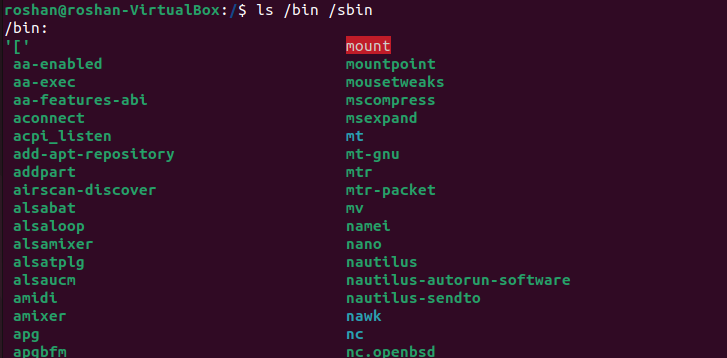 roshan@roshan-VirtualBox:/$ ls /bin /sbin
/bin:
'[' mount
aa-enabled mountpoint
aa-exec mousetweaks
aa-features-abi mscompress
aconnect msexpand
acpi_listen mt
add-apt-repository mt-gnu
addpart mtr
airscan-discover mtr-packet
alsabat mv
alsaloop namei
alsamixer nano
alsatplg nautilus
alsaucm nautilus-autorun-software
amidi nautilus-sendto
amixer nawk
apg nc
apgbfm nc.openbsd